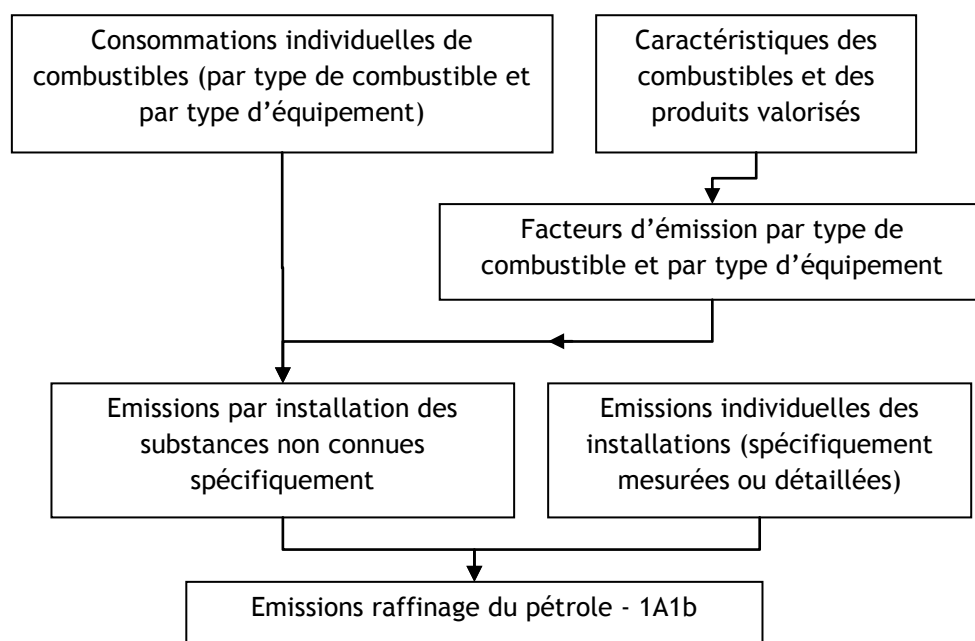 Consommations individuelles de
combustibles (par type de combustible et
par type d’équipement)
Caractéristiques des
combustibles et des
produits valorisés
Facteurs d’émission par type de
combustible et par type d’équipement
Emissions par installation des
substances non connues
spécifiquement
Emissions individuelles des
installations (spécifiquement
mesurées ou détaillées)
Emissions raffinage du pétrole - 1A1b